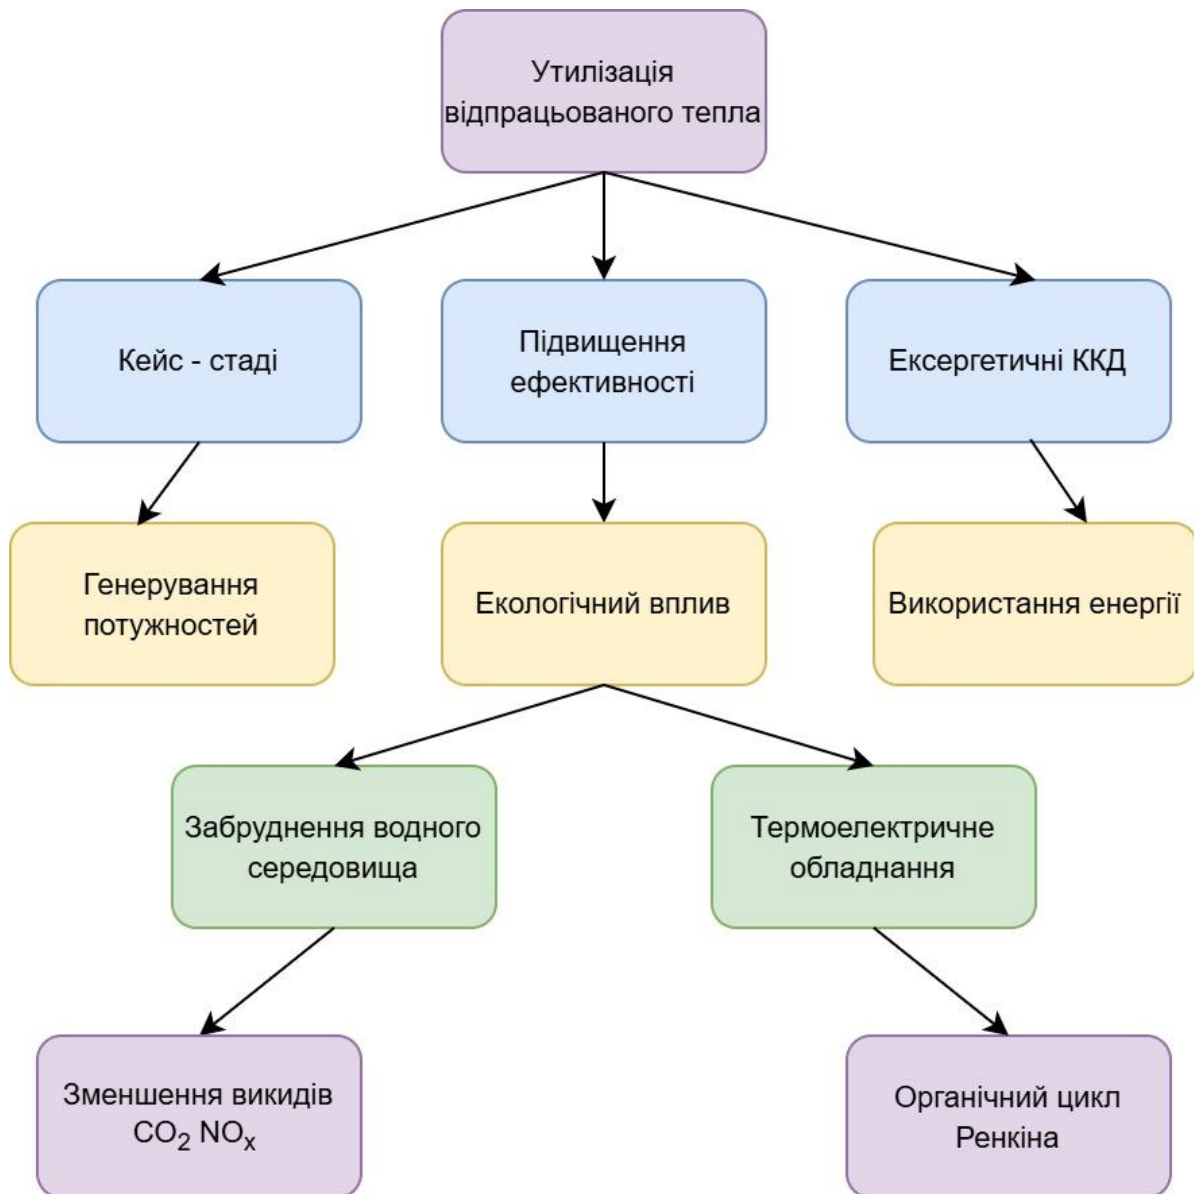 Утилізація
відпрацьованого тепла
Кейс - стаді
Підвищення
ефективності
Ексергетичні ККД
Генерування
потужностей
Екологічний вплив
Використання енергії
Забруднення водного
середовища
Термоелектричне
обладнання
Зменшення викидів
CO₂ NOₓ
Органічний цикл
Ренкіна